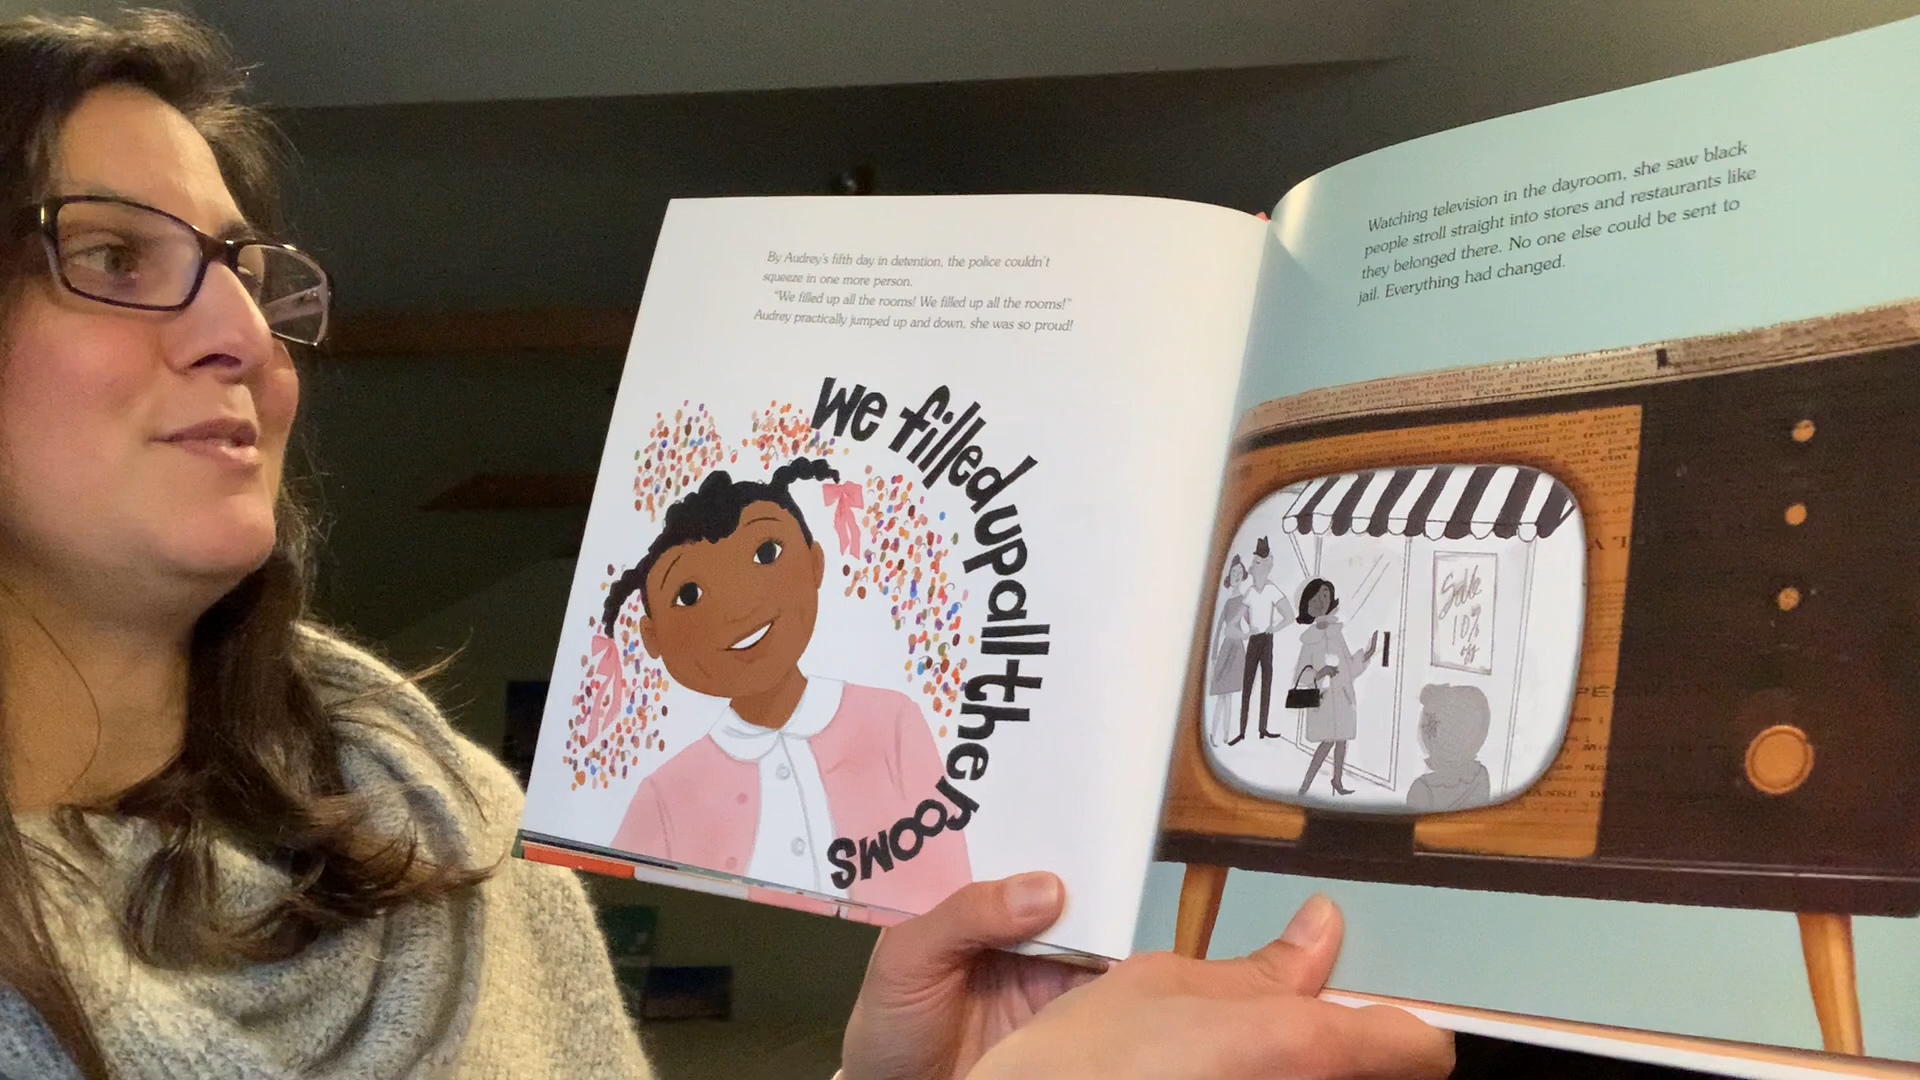 By Audrey's fifth day in detention, the police couldn't
squeeze in one more person.
"We filled up all the rooms! We filled up all the rooms!"
Audrey practically jumped up and down, she was so proud!
we filled up all the rooms
Watching television in the dayroom, she saw black
people stroll straight into stores and restaurants like
they belonged there. No one else could be sent to
jail. Everything had changed.
Sale
10%
off